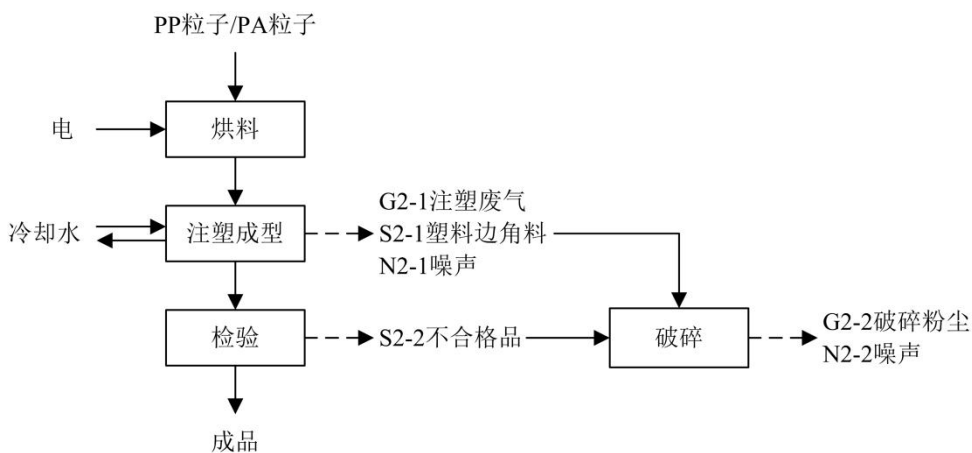 PP粒子/PA粒子
电
烘料
冷却水
注塑成型
G2-1注塑废气
S2-1塑料边角料
N2-1噪声
检验
S2-2不合格品
破碎
G2-2破碎粉尘
N2-2噪声
成品